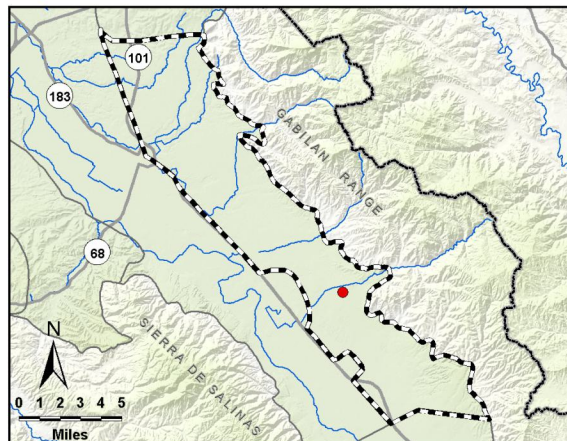 101
183
GABILAN RANGE
68
SIERRA DE SALINAS
N
0 1 2 3 4 5
Miles